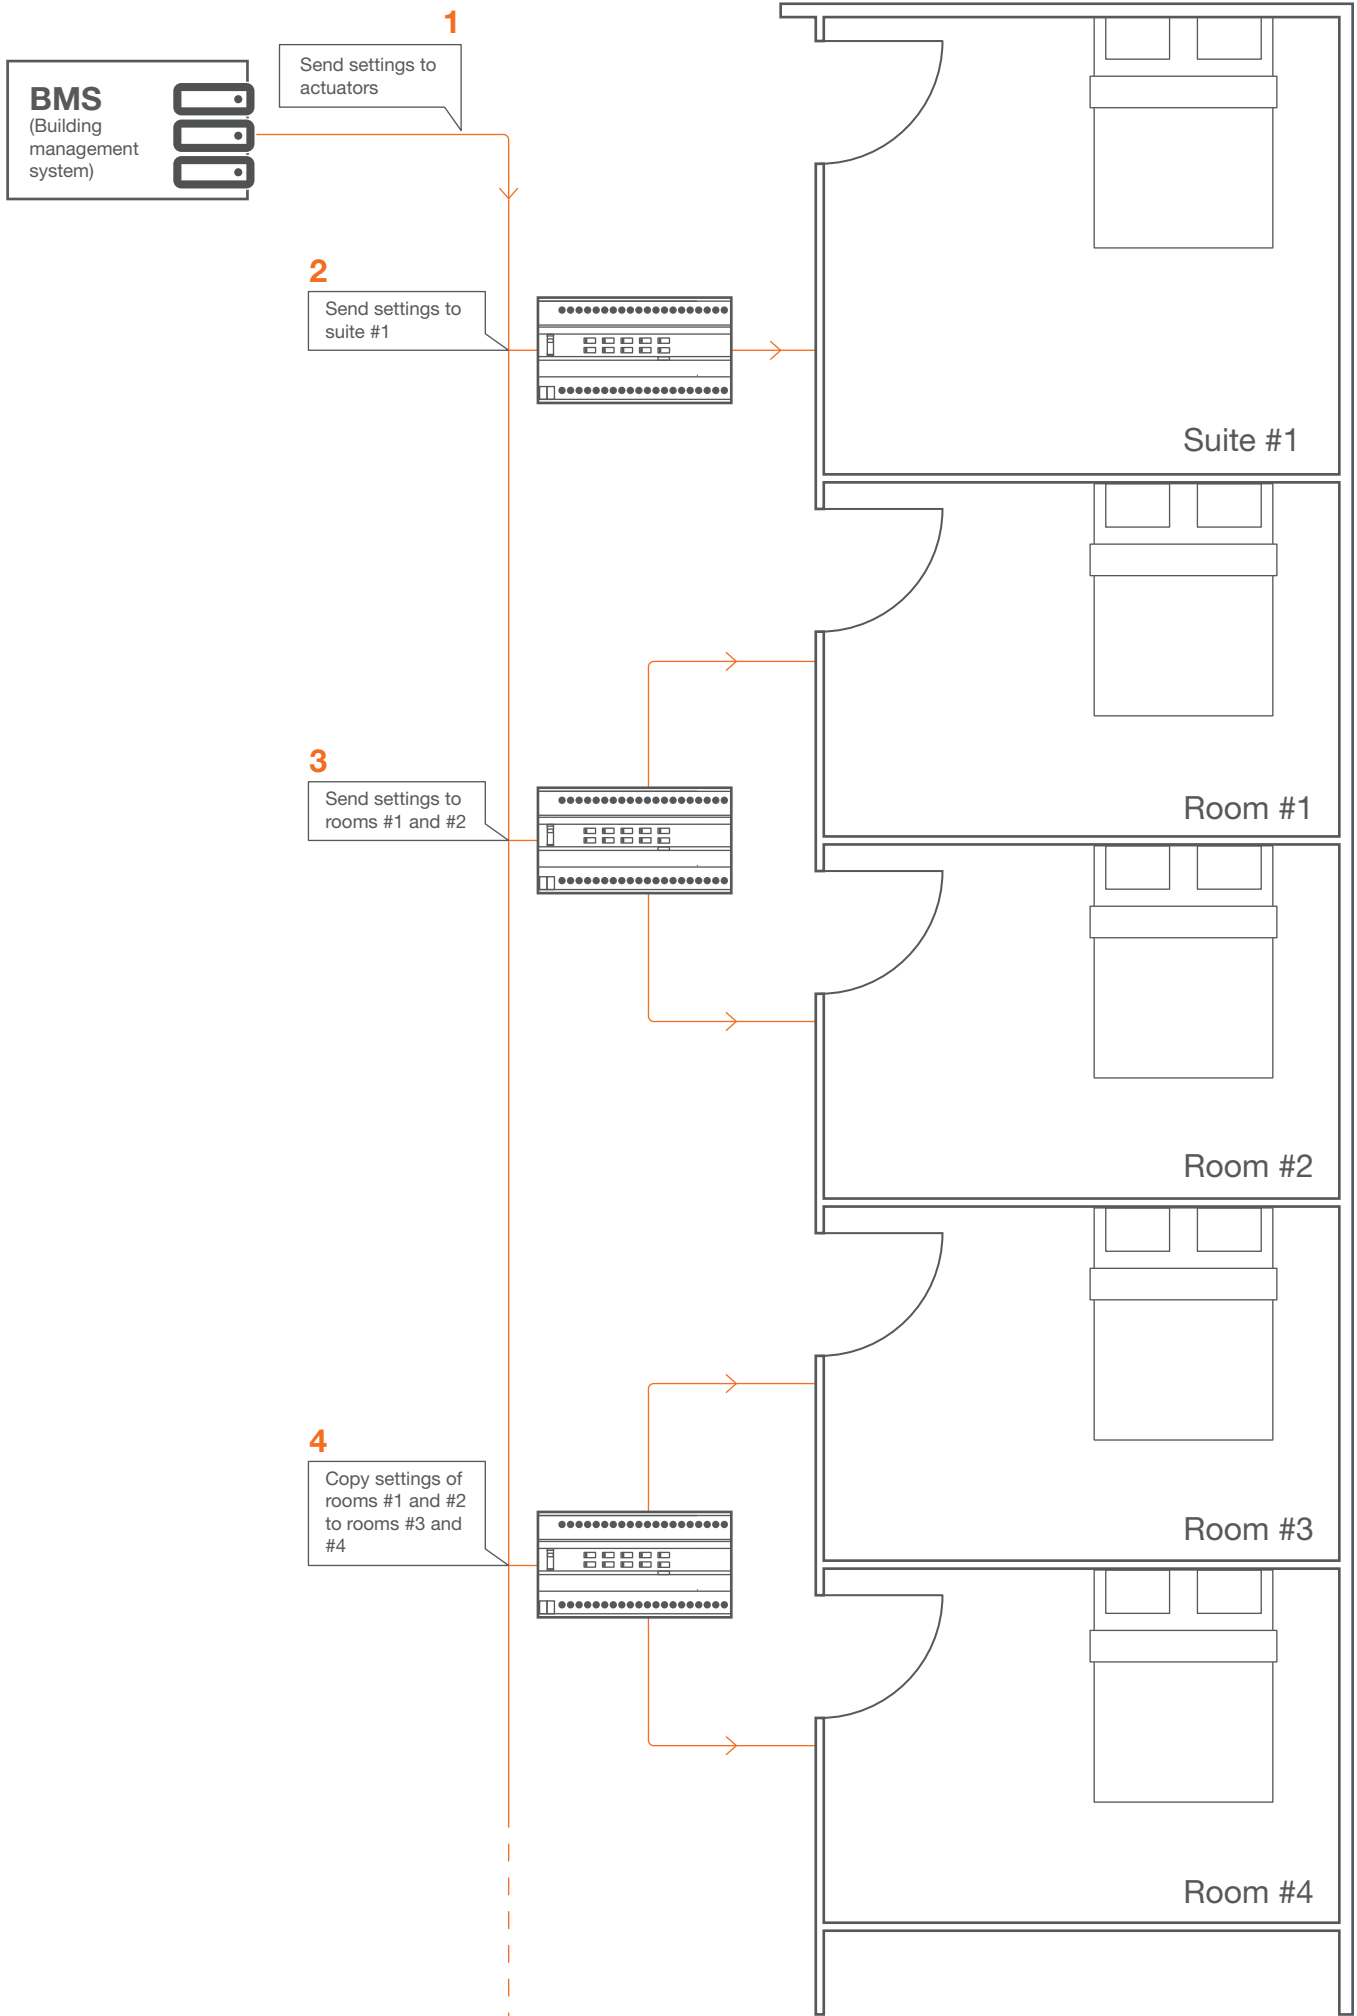 1
Send settings to
actuators
BMS
(Building
management
system)
2
Send settings to
suite #1
Suite #1
3
Send settings to
rooms #1 and #2
Room #1
Room #2
4
Copy settings of
rooms #1 and #2
to rooms #3 and
#4
Room #3
Room #4